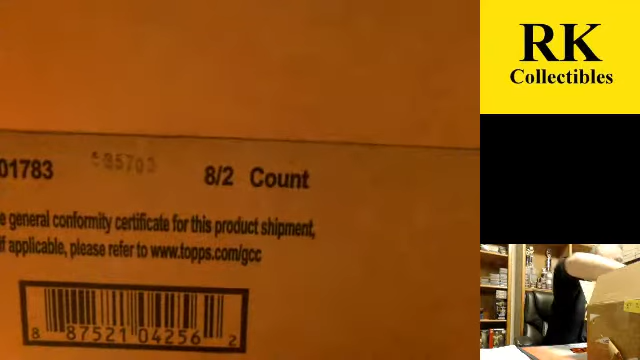 RK
Collectibles
01783
8/2 Count
e general conformity certificate for this product shipment,
if applicable, please refer to www.topps.com/gcc
8 87521 04256 2